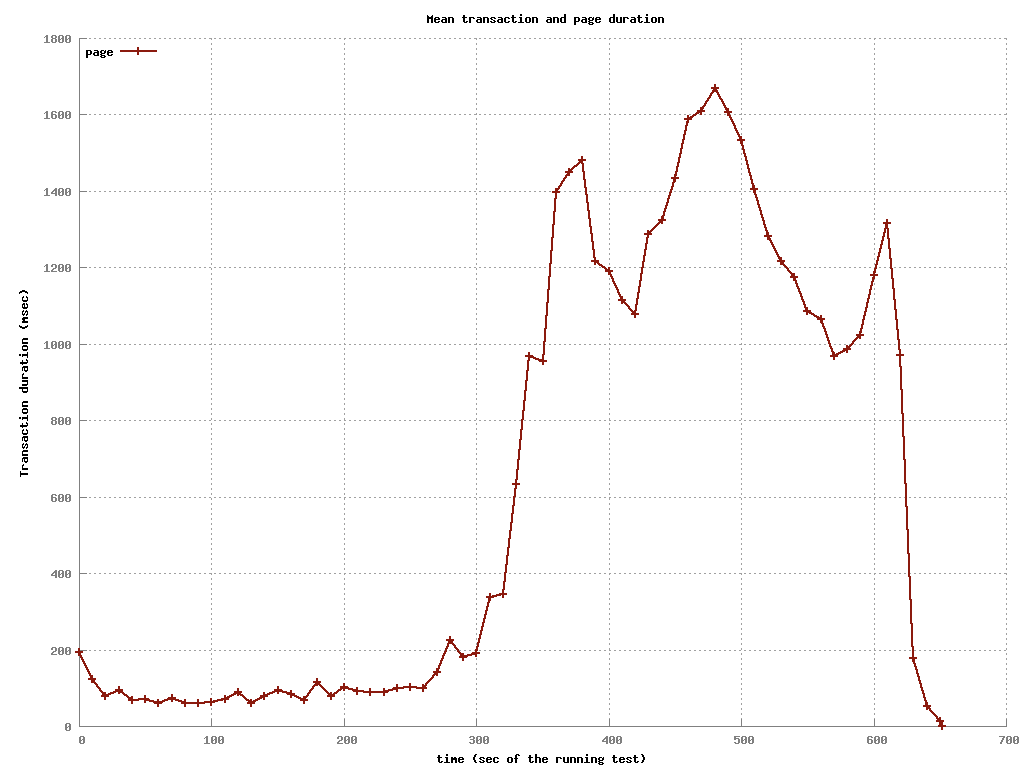 Mean transaction and page duration
1800
page
1600
1400
1200
1000
800
600
400
200
0
Transaction duration (msec)
0 100 200 300 400 500 600 700
time (sec of the running test)